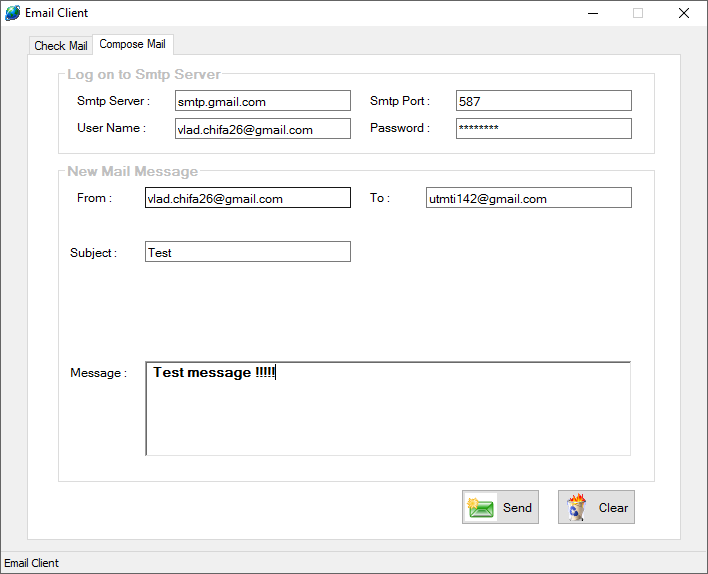 Email Client
Check Mail Compose Mail
Log on to Smtp Server
Smtp Server : smtp.gmail.com Smtp Port : 587
User Name : vlad.chifa26@gmail.com Password : ********
New Mail Message
From : vlad.chifa26@gmail.com To : utmti142@gmail.com
Subject : Test
Message : Test message !!!!!
Send Clear
Email Client